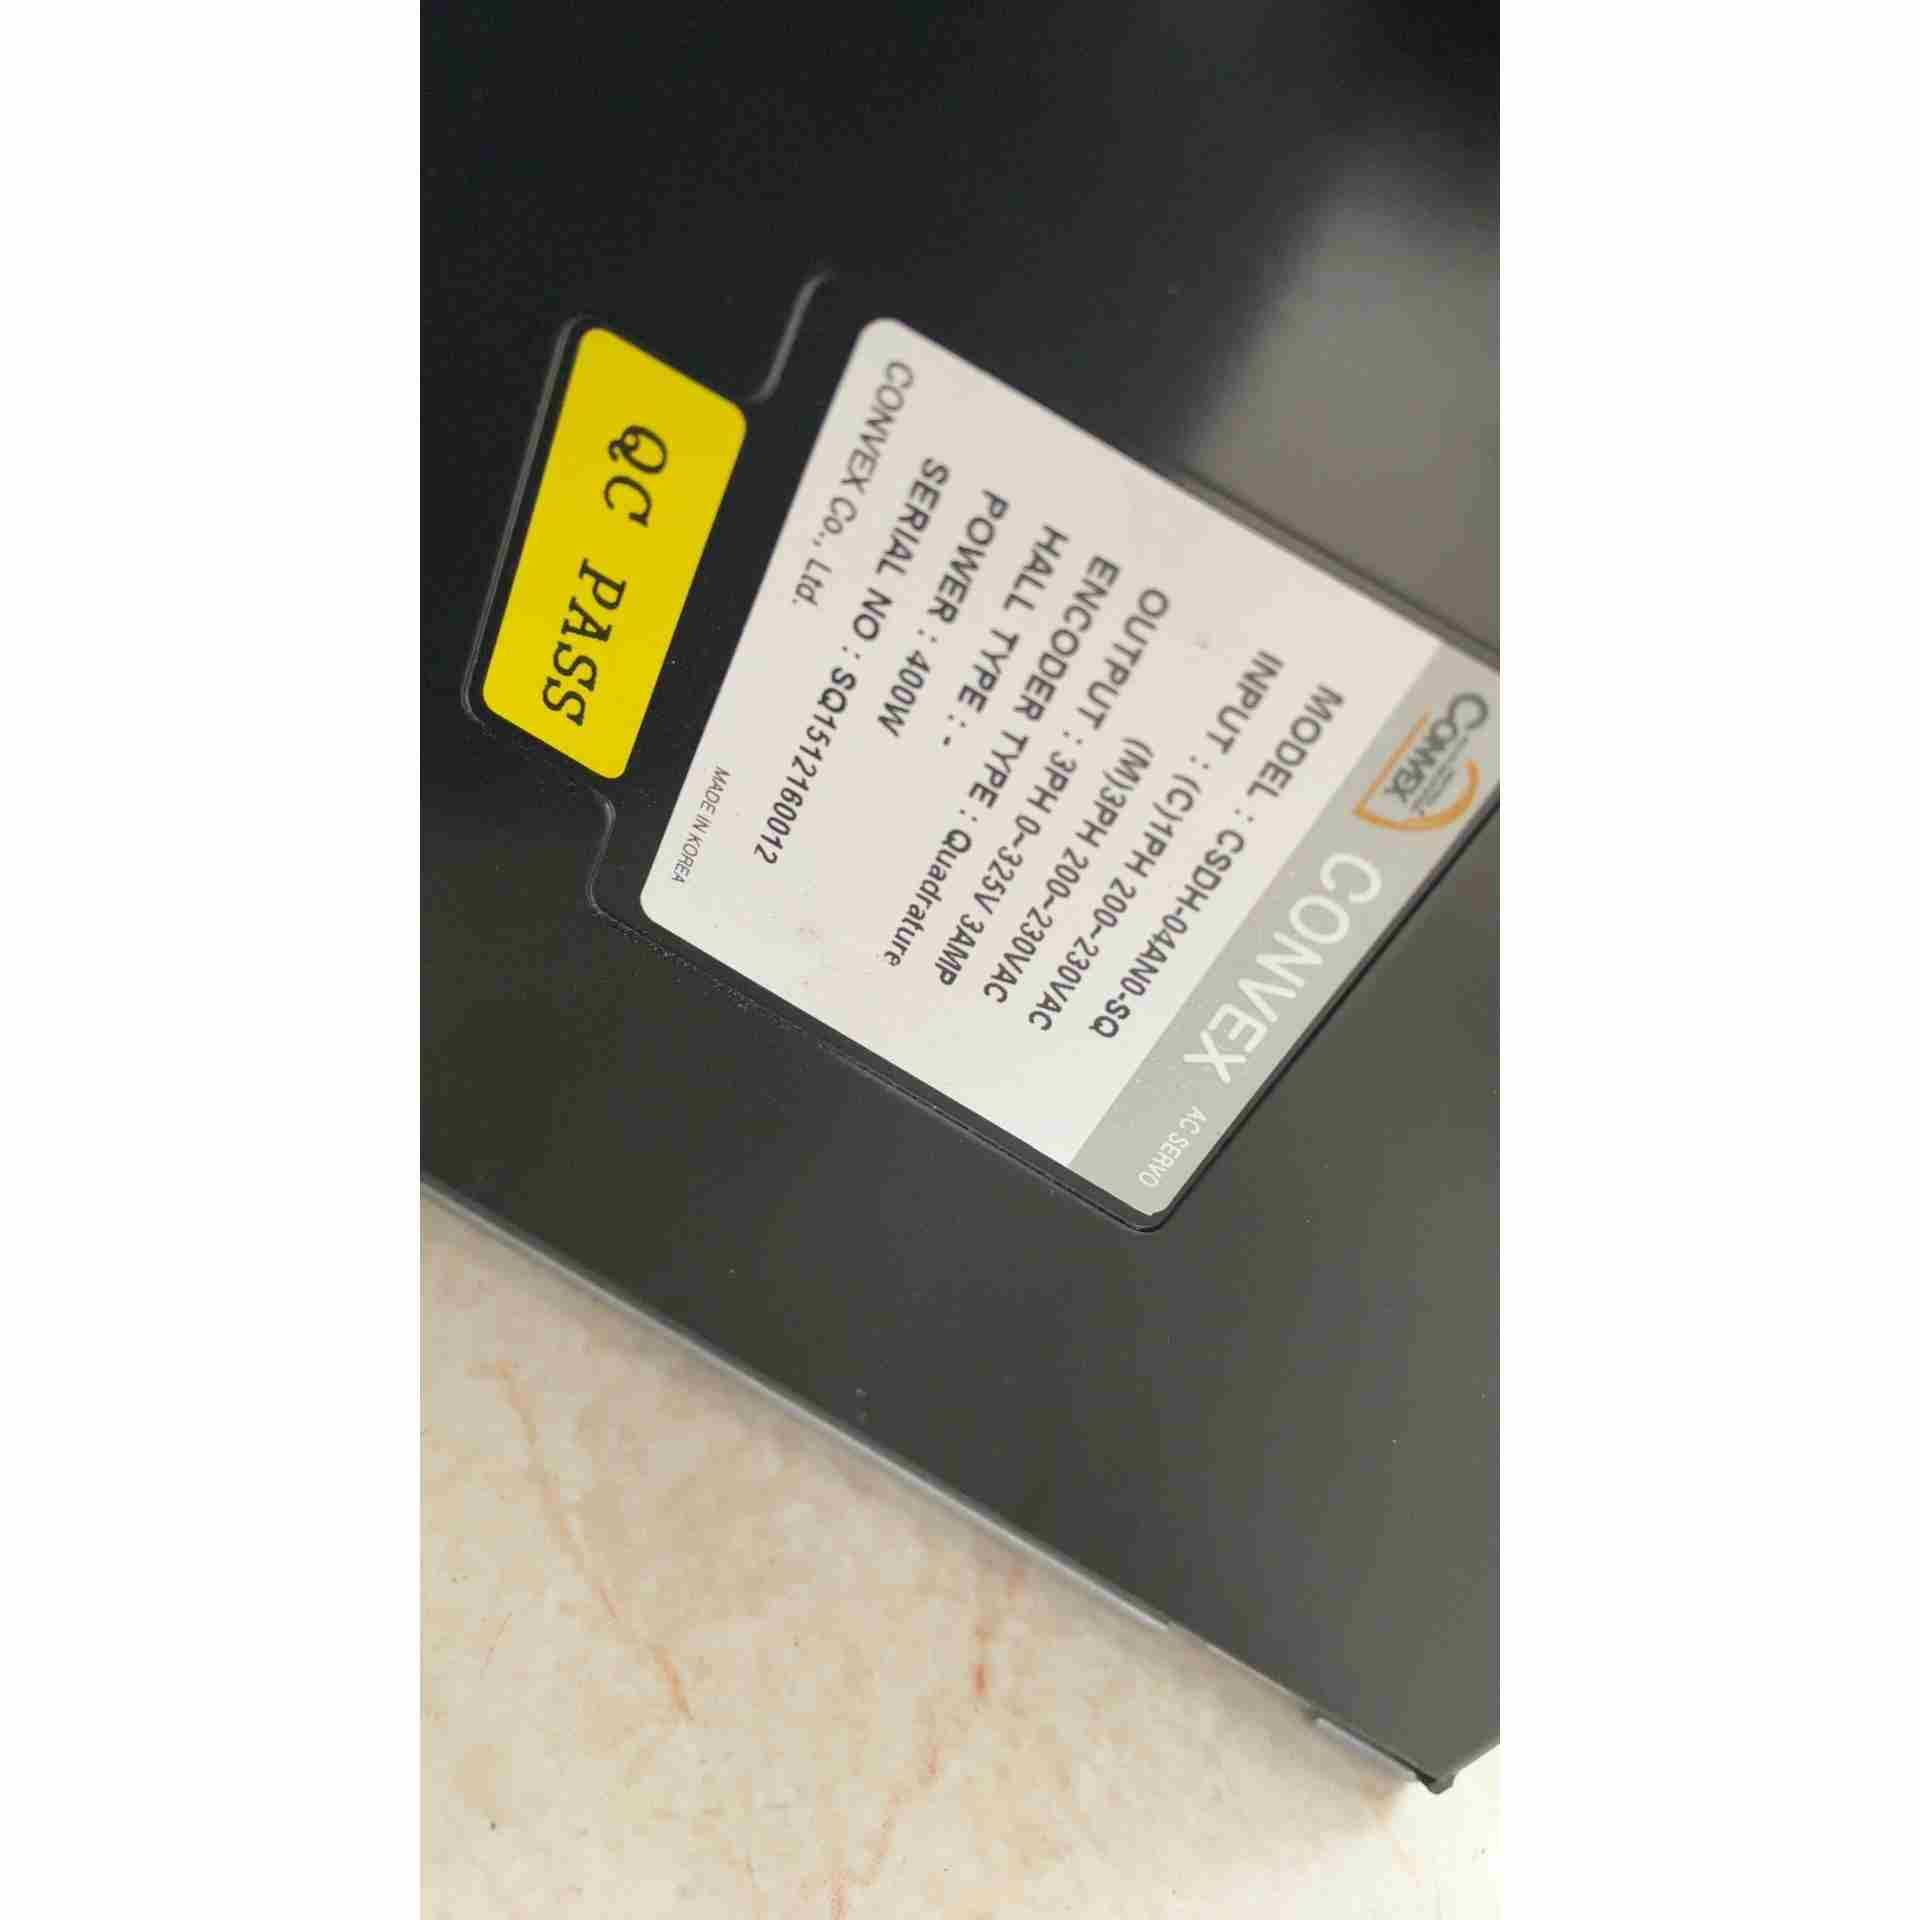 CONVEX CONVEX AC SERVO
MODEL : CSDH-04AN0-SQ
INPUT : (C)1PH 200~230VAC
(M)3PH 200~230VAC
OUTPUT : 3PH 0~325V 3AMP
ENCODER TYPE : Quadrature
HALL TYPE : -
POWER : 400W
SERIAL NO : SQ1512160012
CONVEX Co., Ltd.
MADE IN KOREA
QC PASS